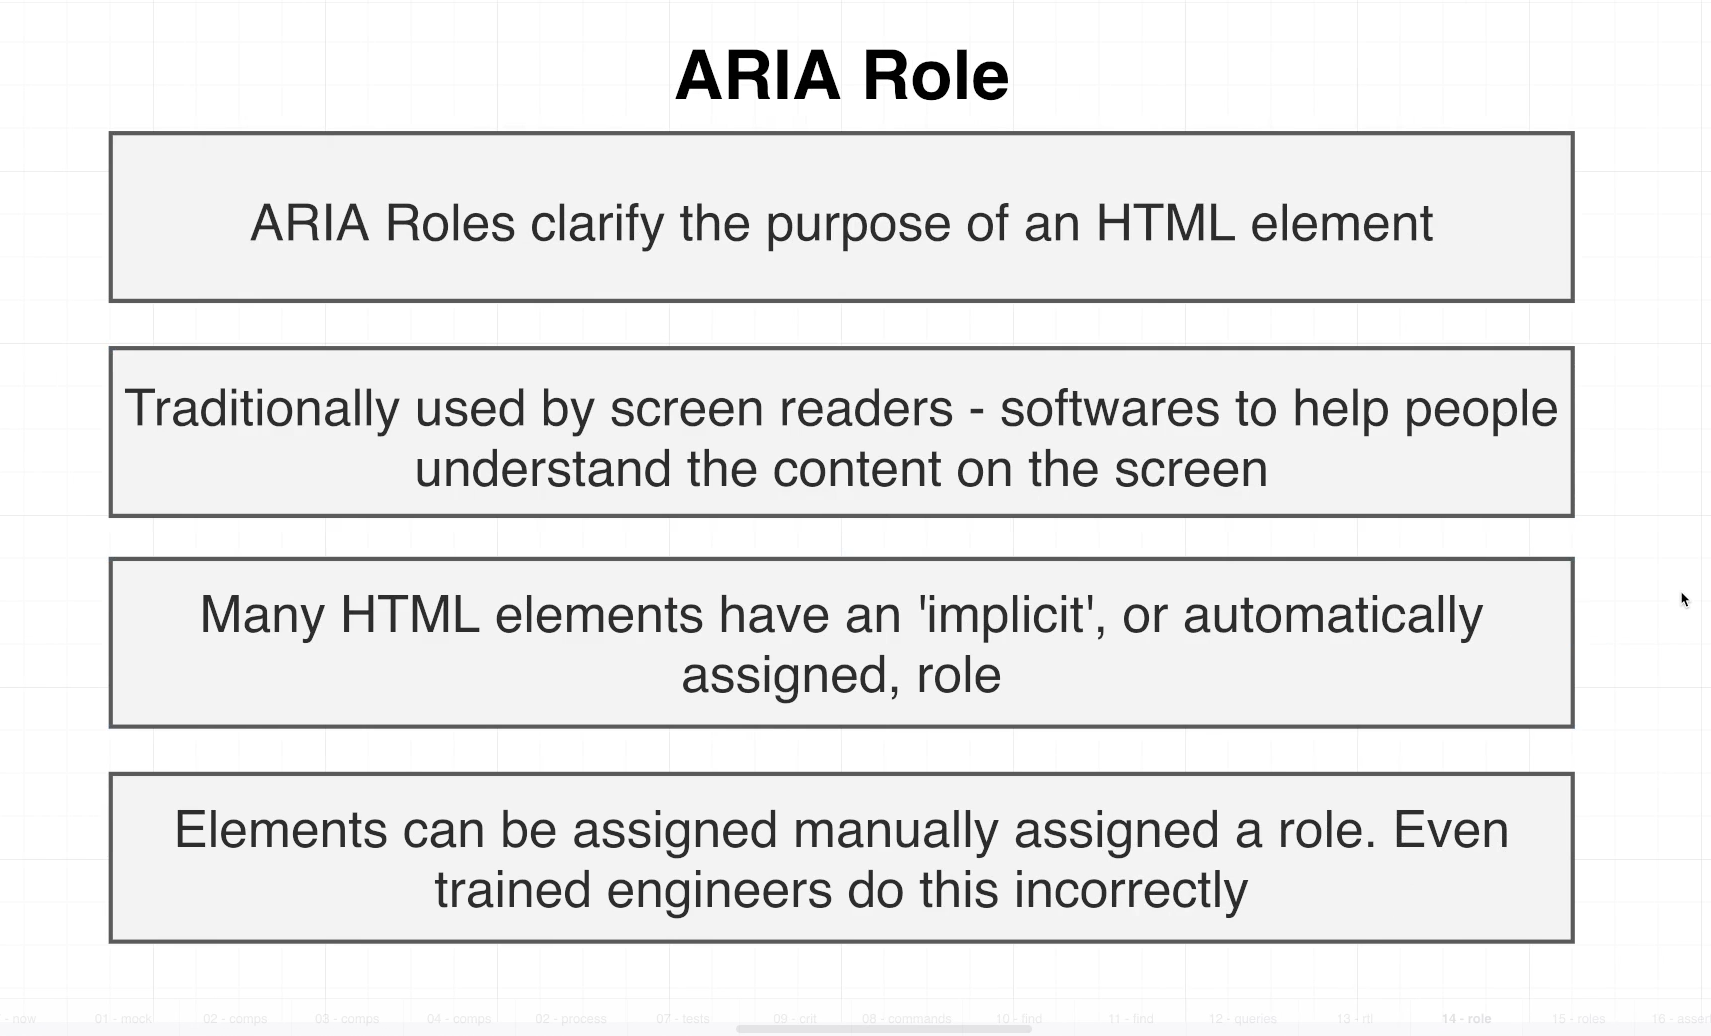 ARIA Role
ARIA Roles clarify the purpose of an HTML element
Traditionally used by screen readers - softwares to help people
understand the content on the screen
Many HTML elements have an 'implicit', or automatically
assigned, role
Elements can be assigned manually assigned a role. Even
trained engineers do this incorrectly
- now 01 - mock 02 - comps 03 - comps 04 - comps 02 - process 07 - tests 09 - crit 08 - commands 10 - find 11 - find 12 - queries 13 - rtl 14 - role 15 - roles 16 - assert